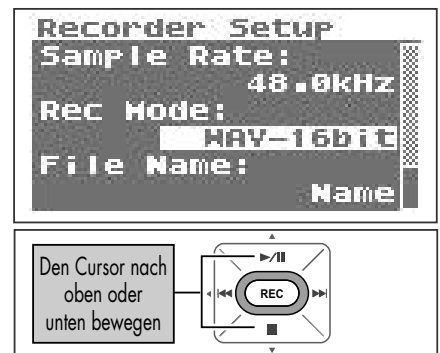 Recorder Setup
Sample Rate:
48.0kHz
Rec Mode:
WAV-16bit
File Name:
Name
Den Cursor nach
oben oder
unten bewegen
REC